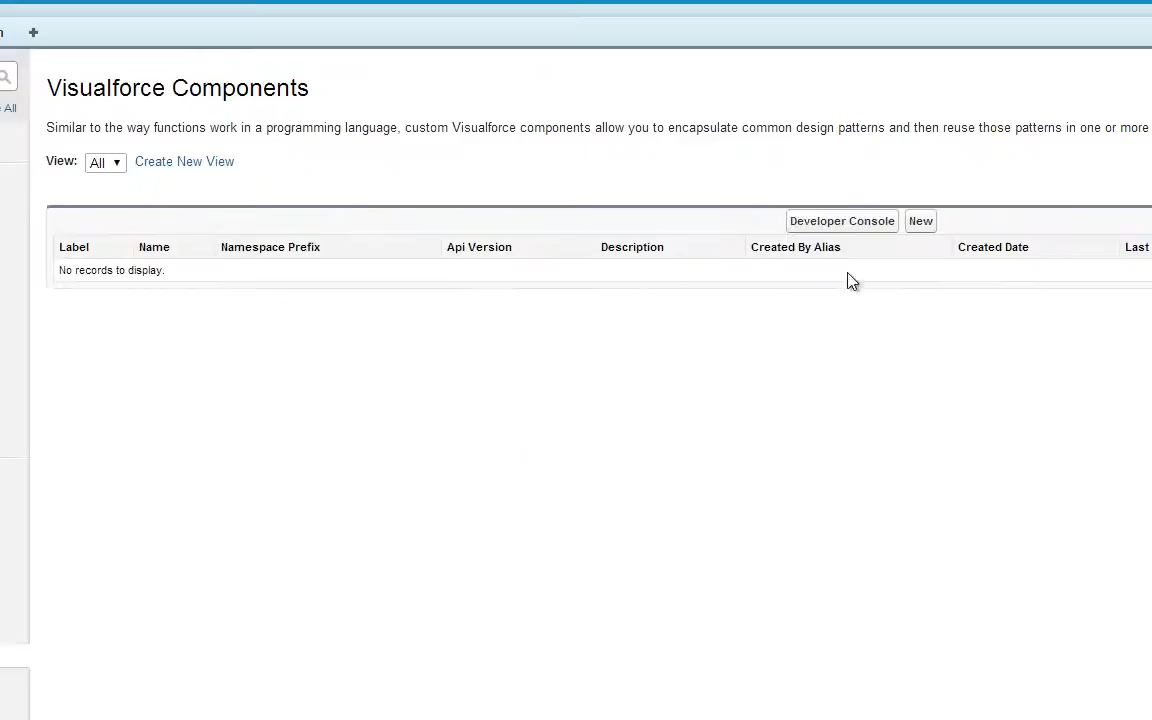 n +
All
Visualforce Components
Similar to the way functions work in a programming language, custom Visualforce components allow you to encapsulate common design patterns and then reuse those patterns in one or more
View: All ▼ Create New View
Developer Console New
Label Name Namespace Prefix Api Version Description Created By Alias Created Date Last
No records to display.